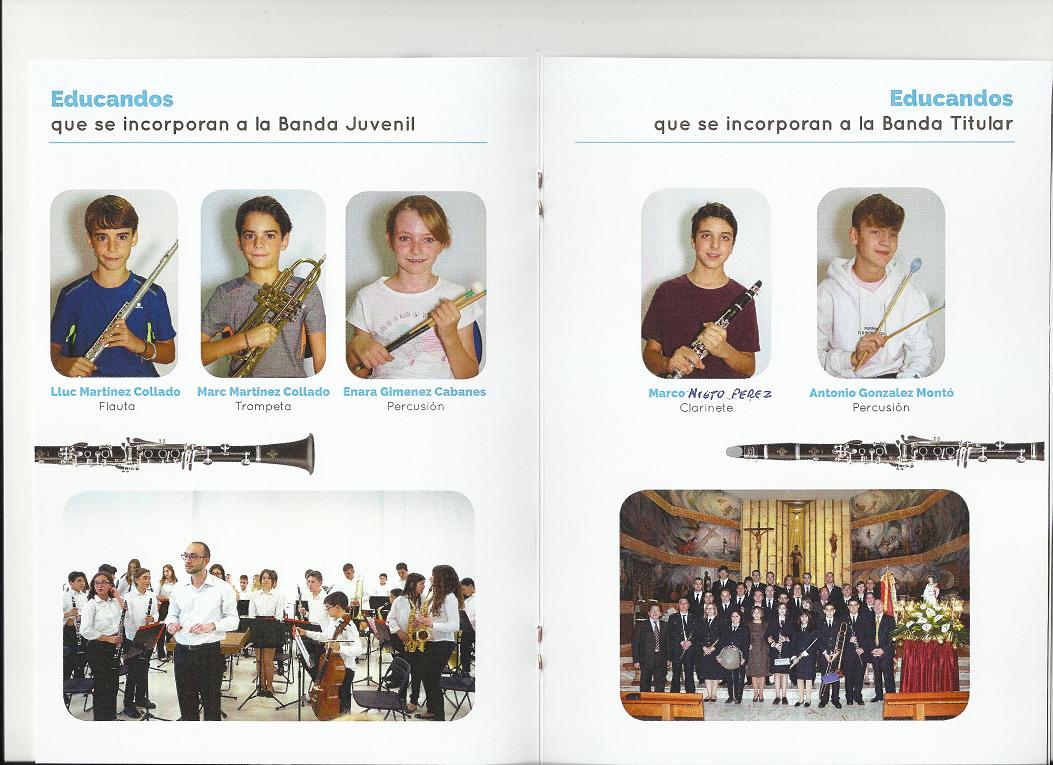 Educandos
que se incorporan a la Banda Juvenil
Lluc Martínez Collado
Flauta
Marc Martínez Collado
Trompeta
Enara Gimenez Cabanes
Percusión
Educandos
que se incorporan a la Banda Titular
Marco NIETO PEREZ
Clarinete
Antonio Gonzalez Montó
Percusión